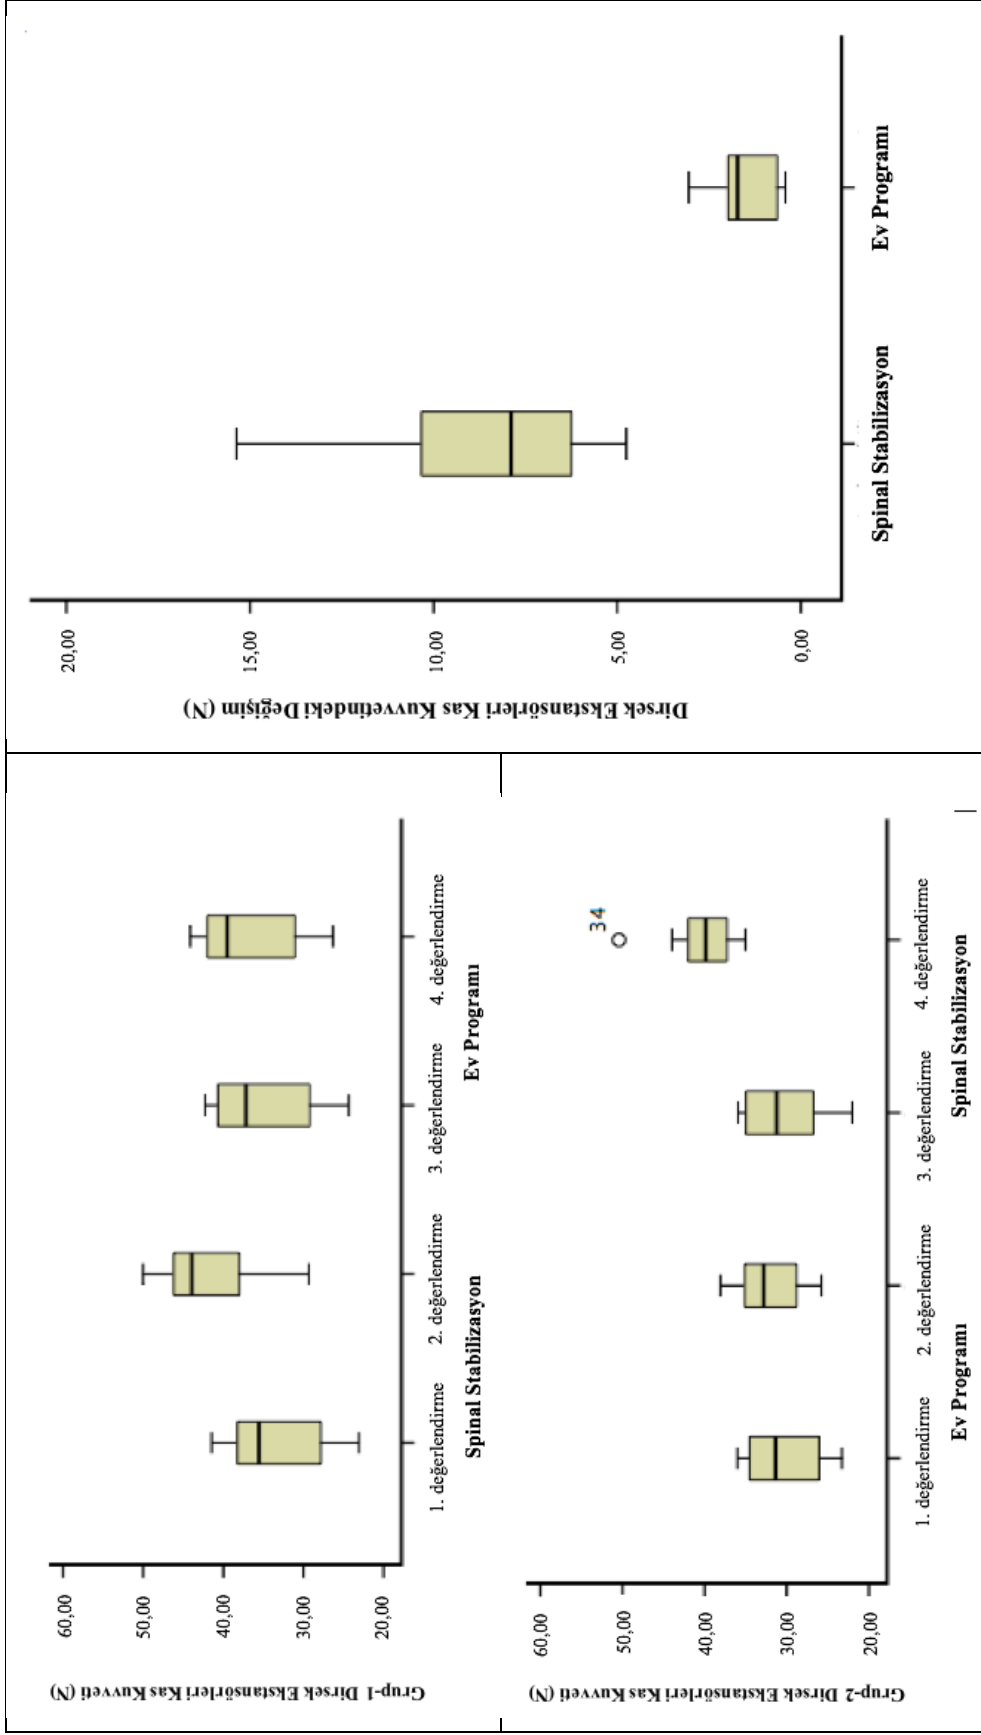 Grup-1 Dirsek Ekstansörleri Kas Kuvveti (N)
60,00
50,00
40,00
30,00
20,00
1. değerlendirme
2. değerlendirme
3. değerlendirme
4. değerlendirme
Spinal Stabilizasyon
Ev Programı
Grup-2 Dirsek Ekstansörleri Kas Kuvveti (N)
60,00
50,00
40,00
30,00
20,00
34
1. değerlendirme
2. değerlendirme
3. değerlendirme
4. değerlendirme
Ev Programı
Spinal Stabilizasyon
Dirsek Ekstansörleri Kas Kuvvetindeki Değişim (N)
20,00
15,00
10,00
5,00
0,00
Spinal Stabilizasyon
Ev Programı